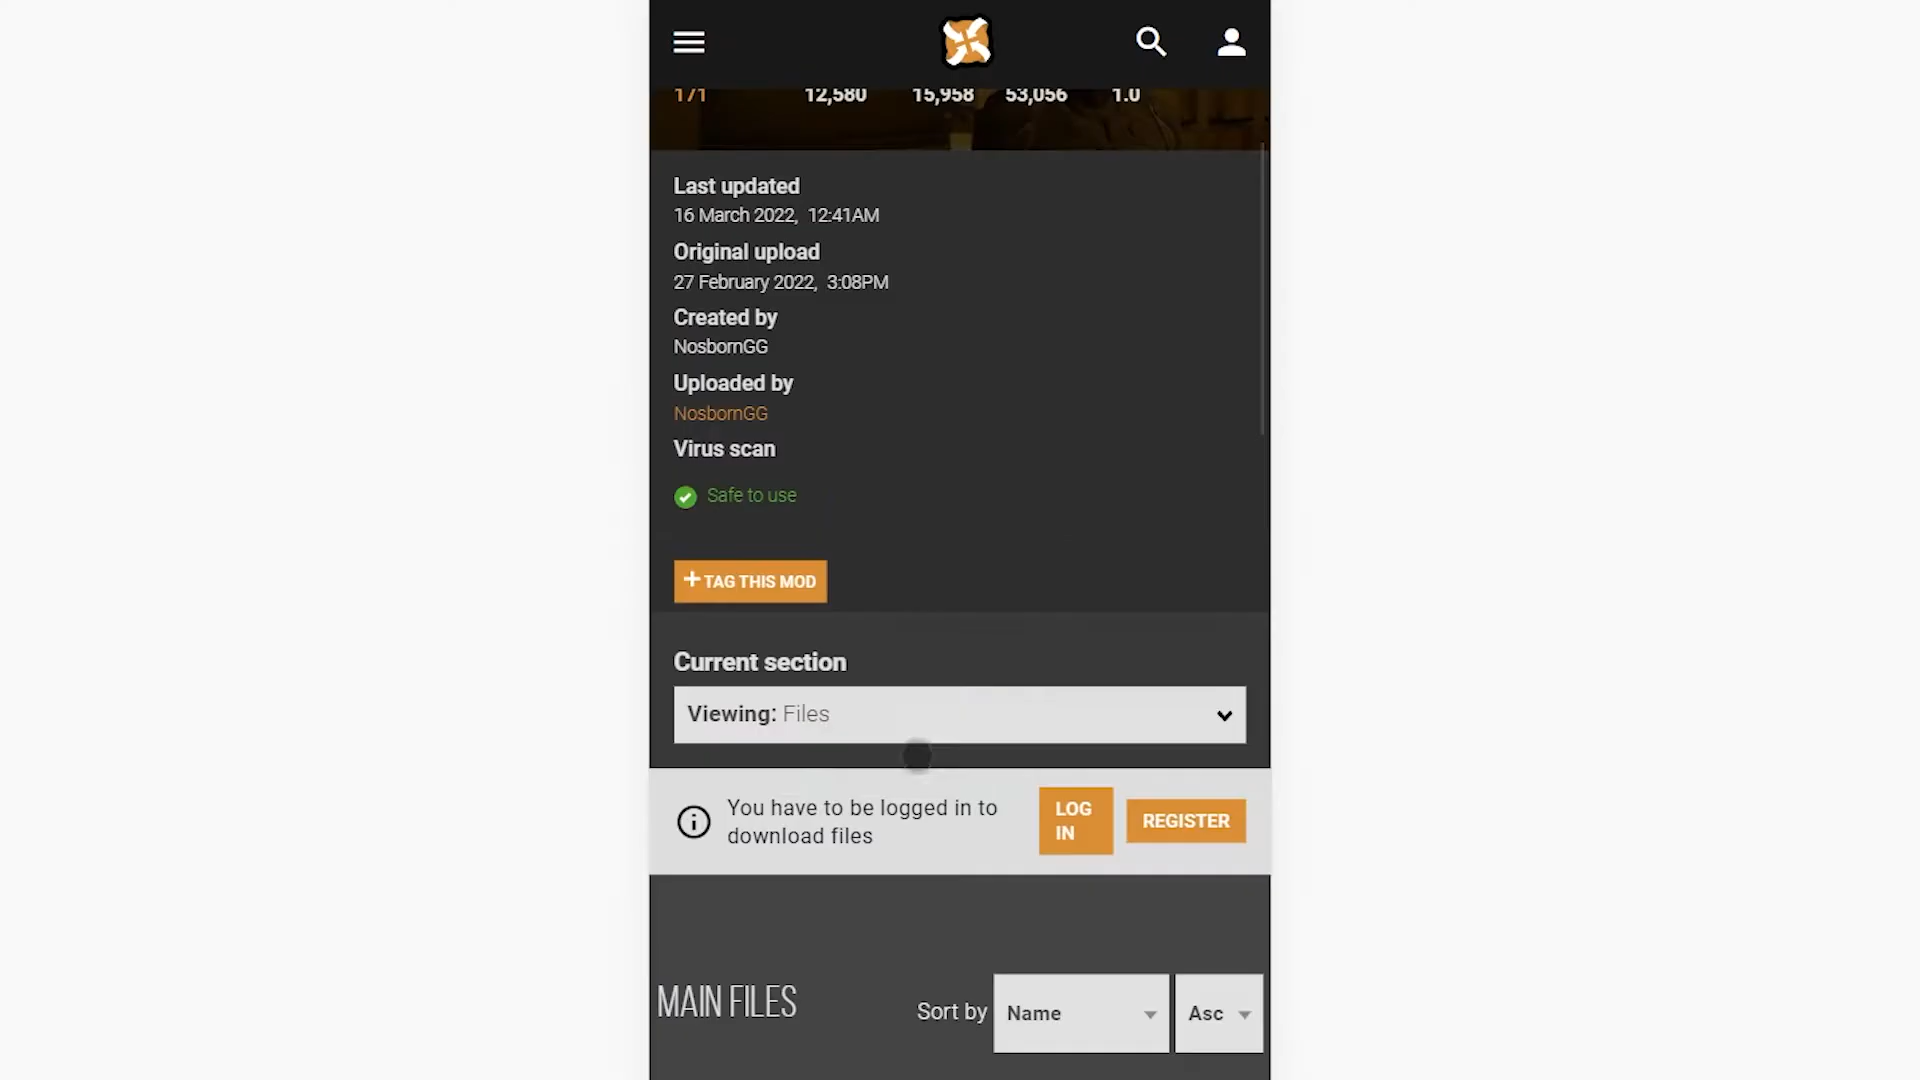 171 12,580 15,958 53,056 1.0
Last updated
16 March 2022, 12:41AM
Original upload
27 February 2022, 3:08PM
Created by
NosbornGG
Uploaded by
NosbornGG
Virus scan
Safe to use
+ TAG THIS MOD
Current section
Viewing: Files
You have to be logged in to
download files
LOG
IN
REGISTER
MAIN FILES
Sort by Name Asc